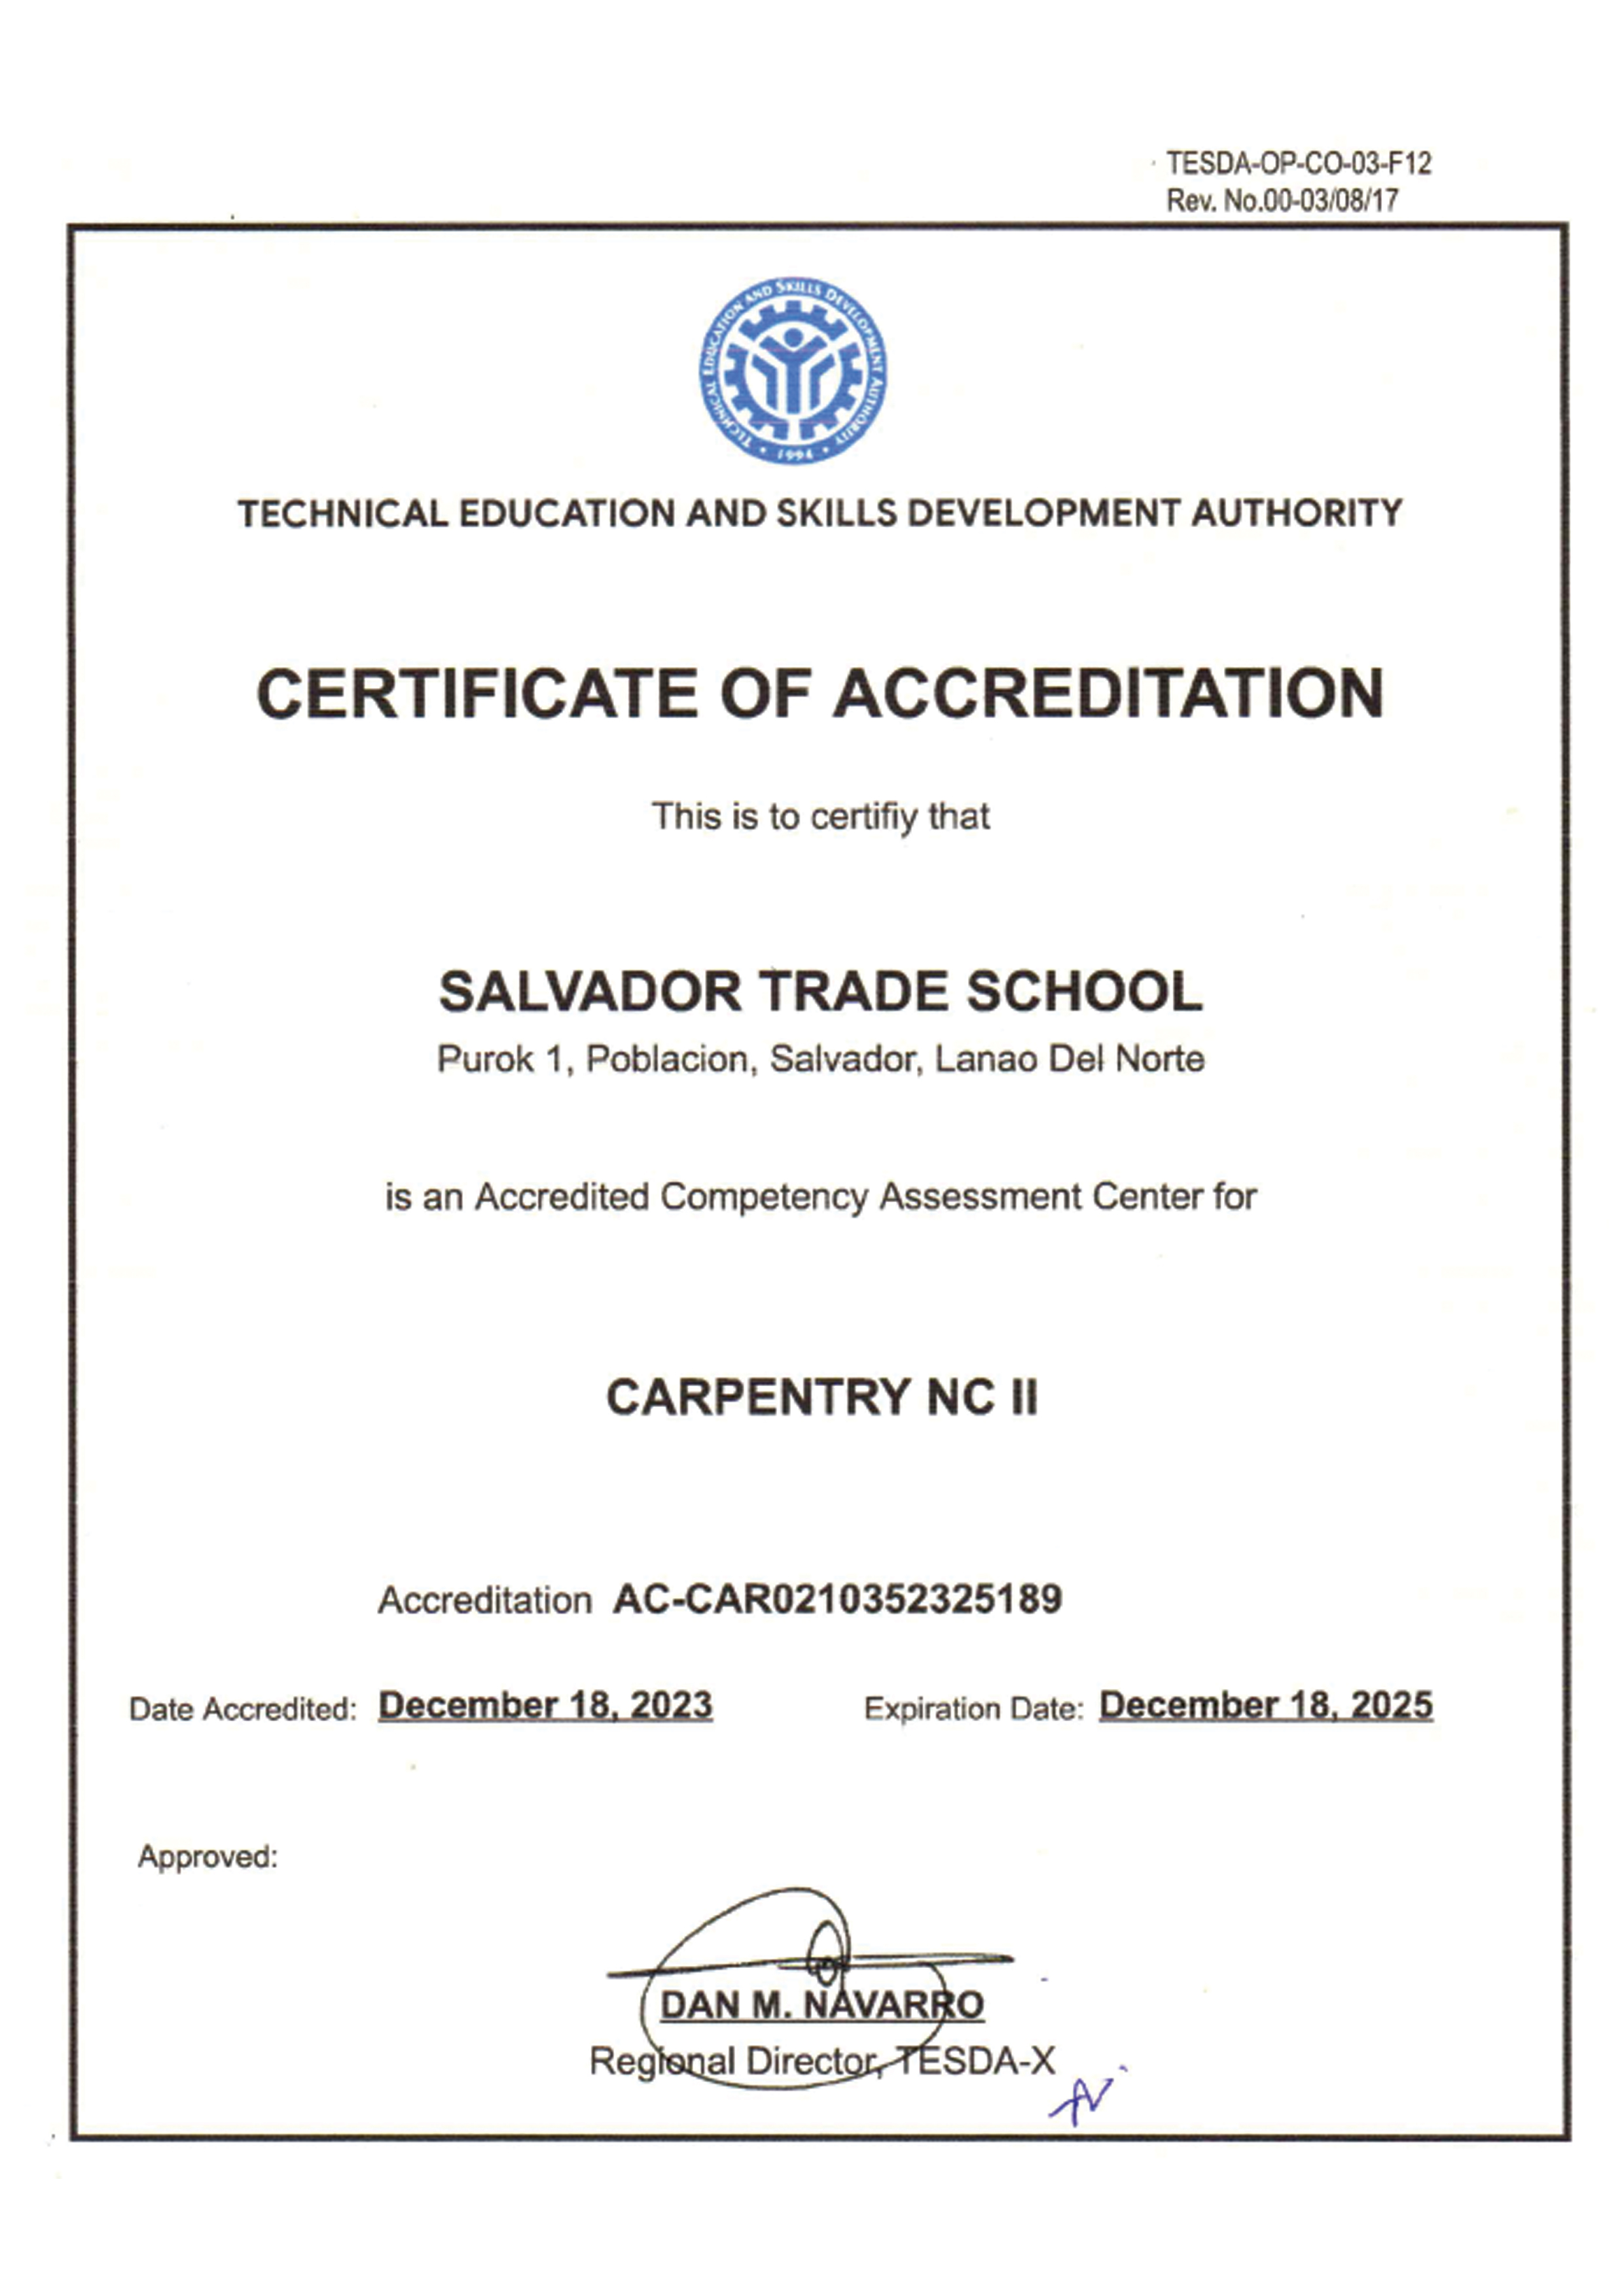 TESDA-OP-CO-03-F12
Rev. No.00-03/08/17
TECHNICAL EDUCATION AND SKILLS DEVELOPMENT AUTHORITY
• 1994 •
TECHNICAL EDUCATION AND SKILLS DEVELOPMENT AUTHORITY
CERTIFICATE OF ACCREDITATION
This is to certifiy that
SALVADOR TRADE SCHOOL
Purok 1, Poblacion, Salvador, Lanao Del Norte
is an Accredited Competency Assessment Center for
CARPENTRY NC II
Accreditation AC-CAR0210352325189
Date Accredited: December 18, 2023 Expiration Date: December 18, 2025
Approved:
DAN M. NAVARRO
Regional Director, TESDA-X